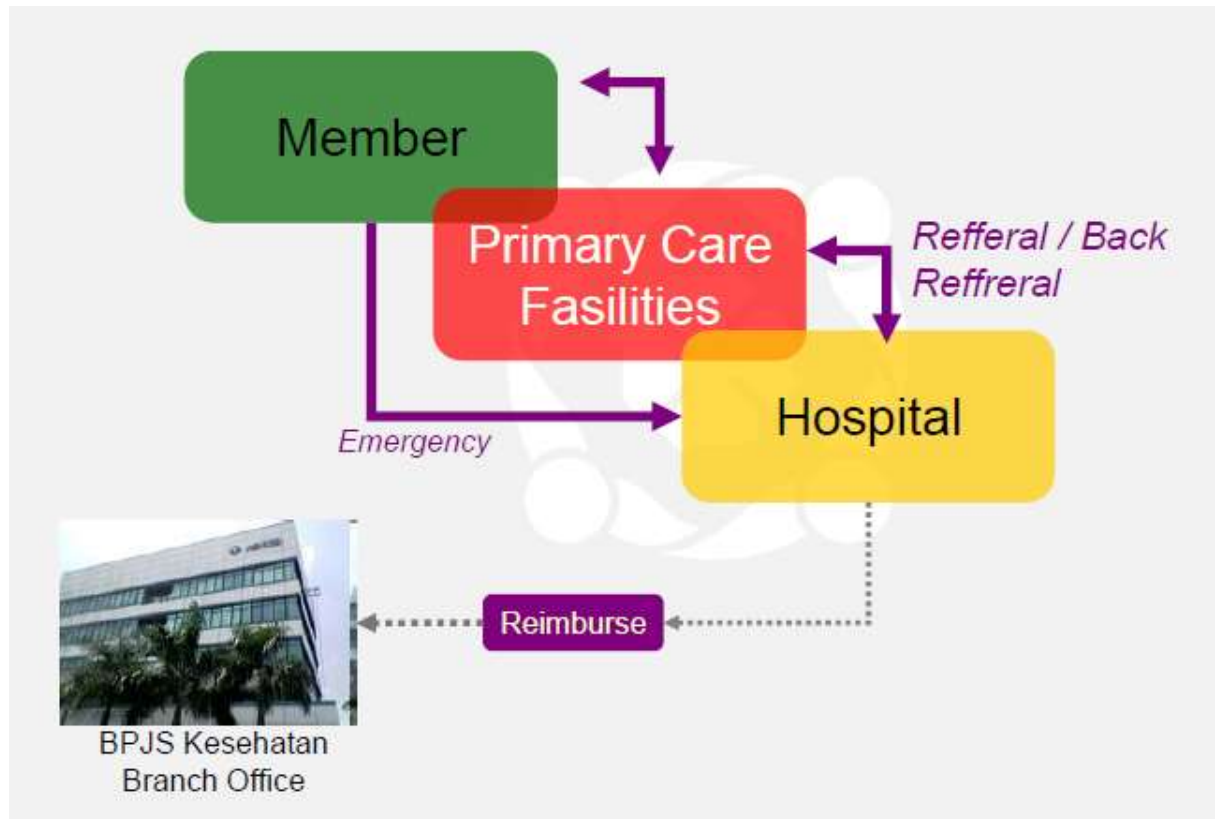 Member
Primary Care
Fasilities
Refferal / Back
Reffreral
Hospital
Emergency
Reimburse
BPJS Kesehatan
Branch Office